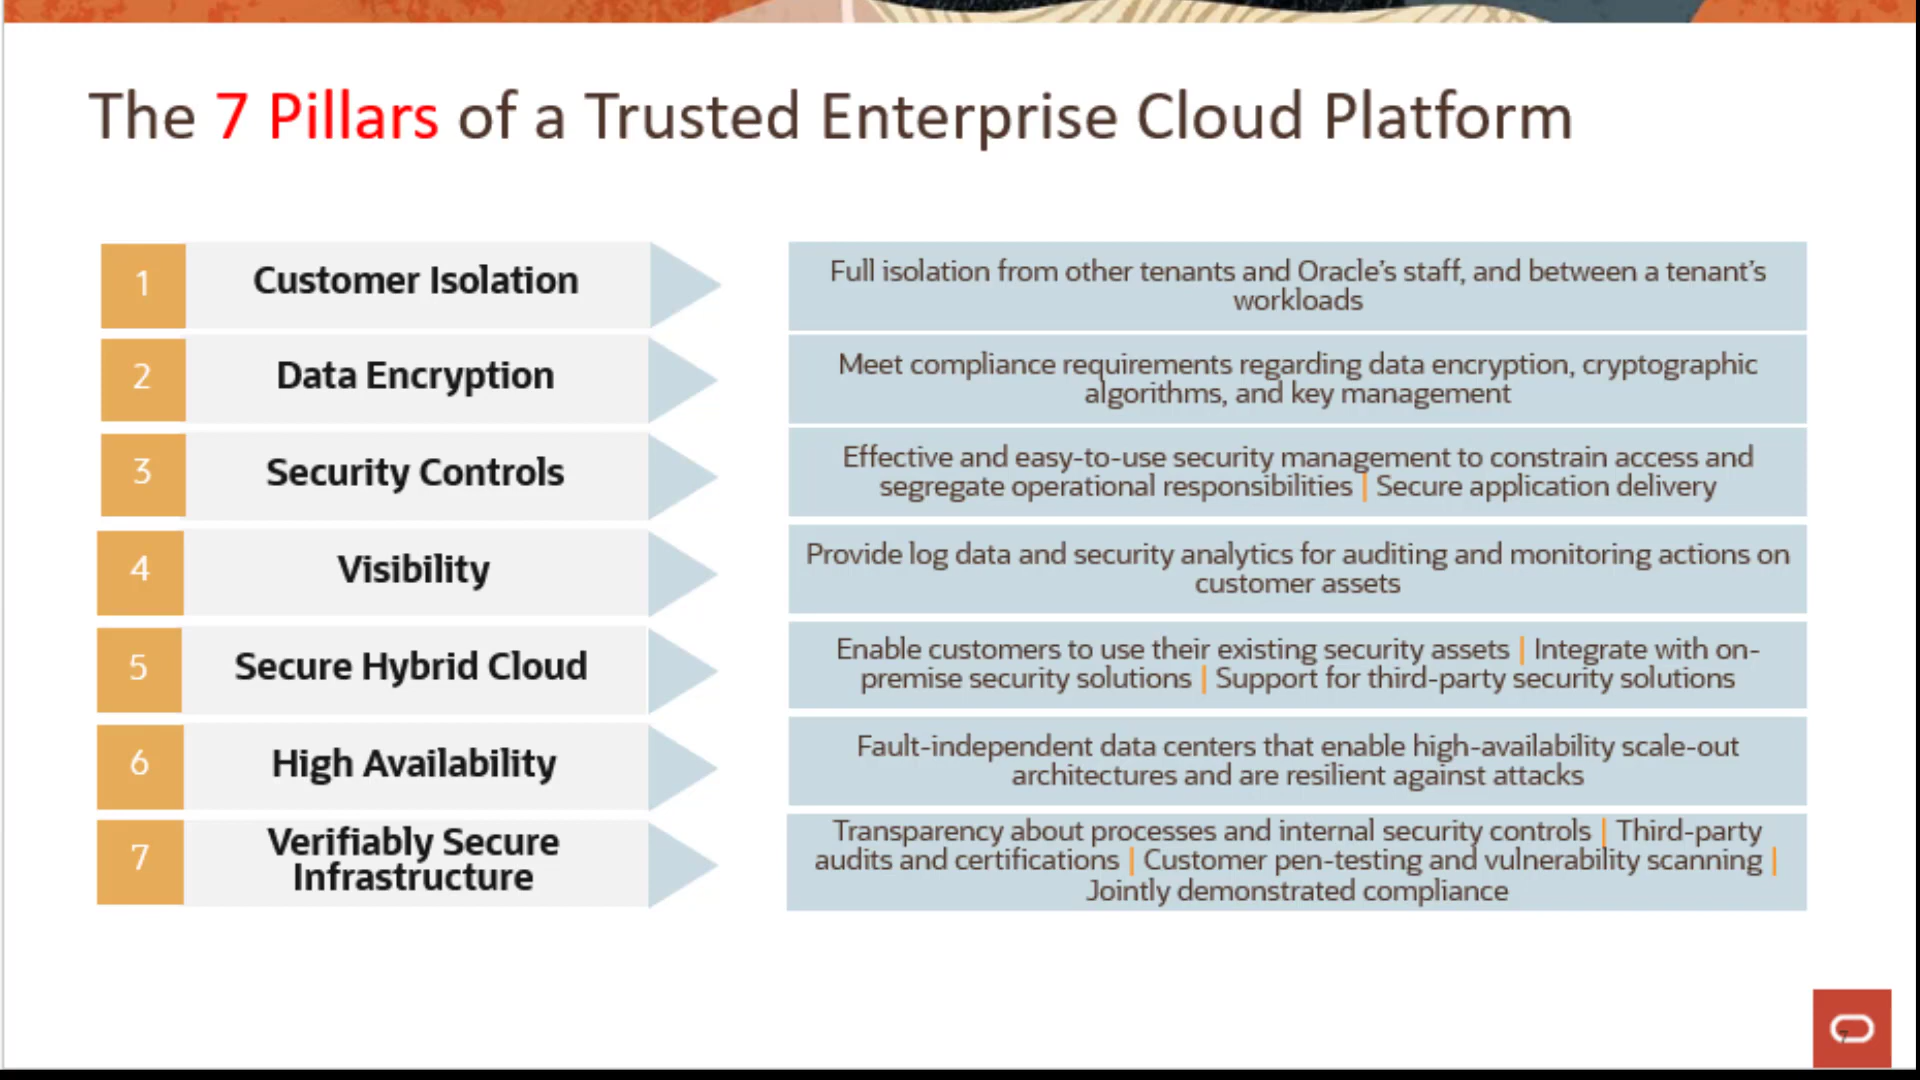 The 7 Pillars of a Trusted Enterprise Cloud Platform
1
Customer Isolation
Full isolation from other tenants and Oracle's staff, and between a tenant's
workloads
2
Data Encryption
Meet compliance requirements regarding data encryption, cryptographic
algorithms, and key management
3
Security Controls
Effective and easy-to-use security management to constrain access and
segregate operational responsibilities | Secure application delivery
4
Visibility
Provide log data and security analytics for auditing and monitoring actions on
customer assets
5
Secure Hybrid Cloud
Enable customers to use their existing security assets | Integrate with on-
premise security solutions | Support for third-party security solutions
6
High Availability
Fault-independent data centers that enable high-availability scale-out
architectures and are resilient against attacks
7
Verifiably Secure
Infrastructure
Transparency about processes and internal security controls | Third-party
audits and certifications | Customer pen-testing and vulnerability scanning |
Jointly demonstrated compliance
7